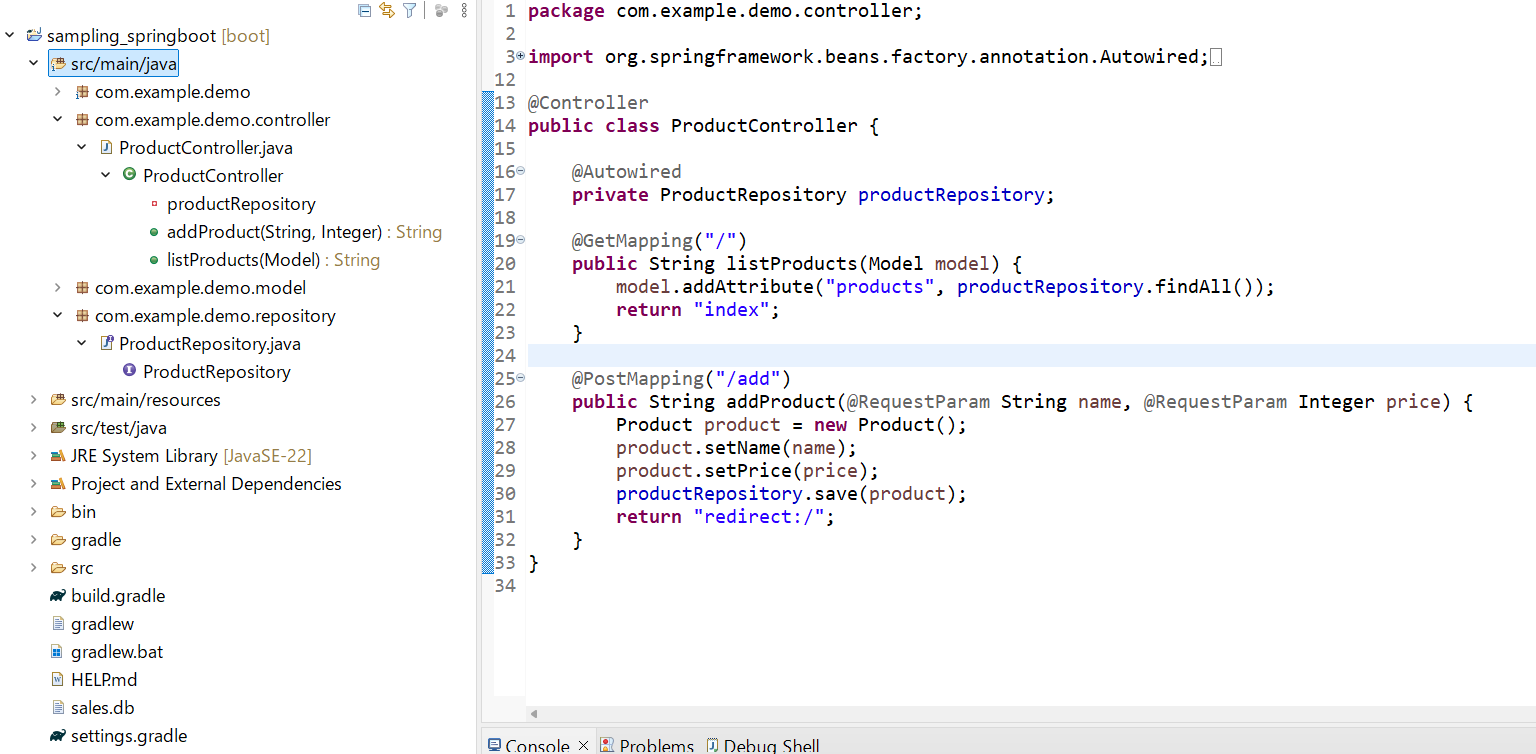 sampling_springboot [boot]
src/main/java
com.example.demo
com.example.demo.controller
ProductController.java
ProductController
productRepository
addProduct(String, Integer) : String
listProducts(Model) : String
com.example.demo.model
com.example.demo.repository
ProductRepository.java
ProductRepository
src/main/resources
src/test/java
JRE System Library [JavaSE-22]
Project and External Dependencies
bin
gradle
src
build.gradle
gradlew
gradlew.bat
HELP.md
sales.db
settings.gradle
1 package com.example.demo.controller;
2
3 import org.springframework.beans.factory.annotation.Autowired;
12
13 @Controller
14 public class ProductController {
15
16 @Autowired
17 private ProductRepository productRepository;
18
19 @GetMapping("/")
20 public String listProducts(Model model) {
21 model.addAttribute("products", productRepository.findAll());
22 return "index";
23 }
24
25 @PostMapping("/add")
26 public String addProduct(@RequestParam String name, @RequestParam Integer price) {
27 Product product = new Product();
28 product.setName(name);
29 product.setPrice(price);
30 productRepository.save(product);
31 return "redirect:/";
32 }
33 }
34
Console Problems Debug Shell